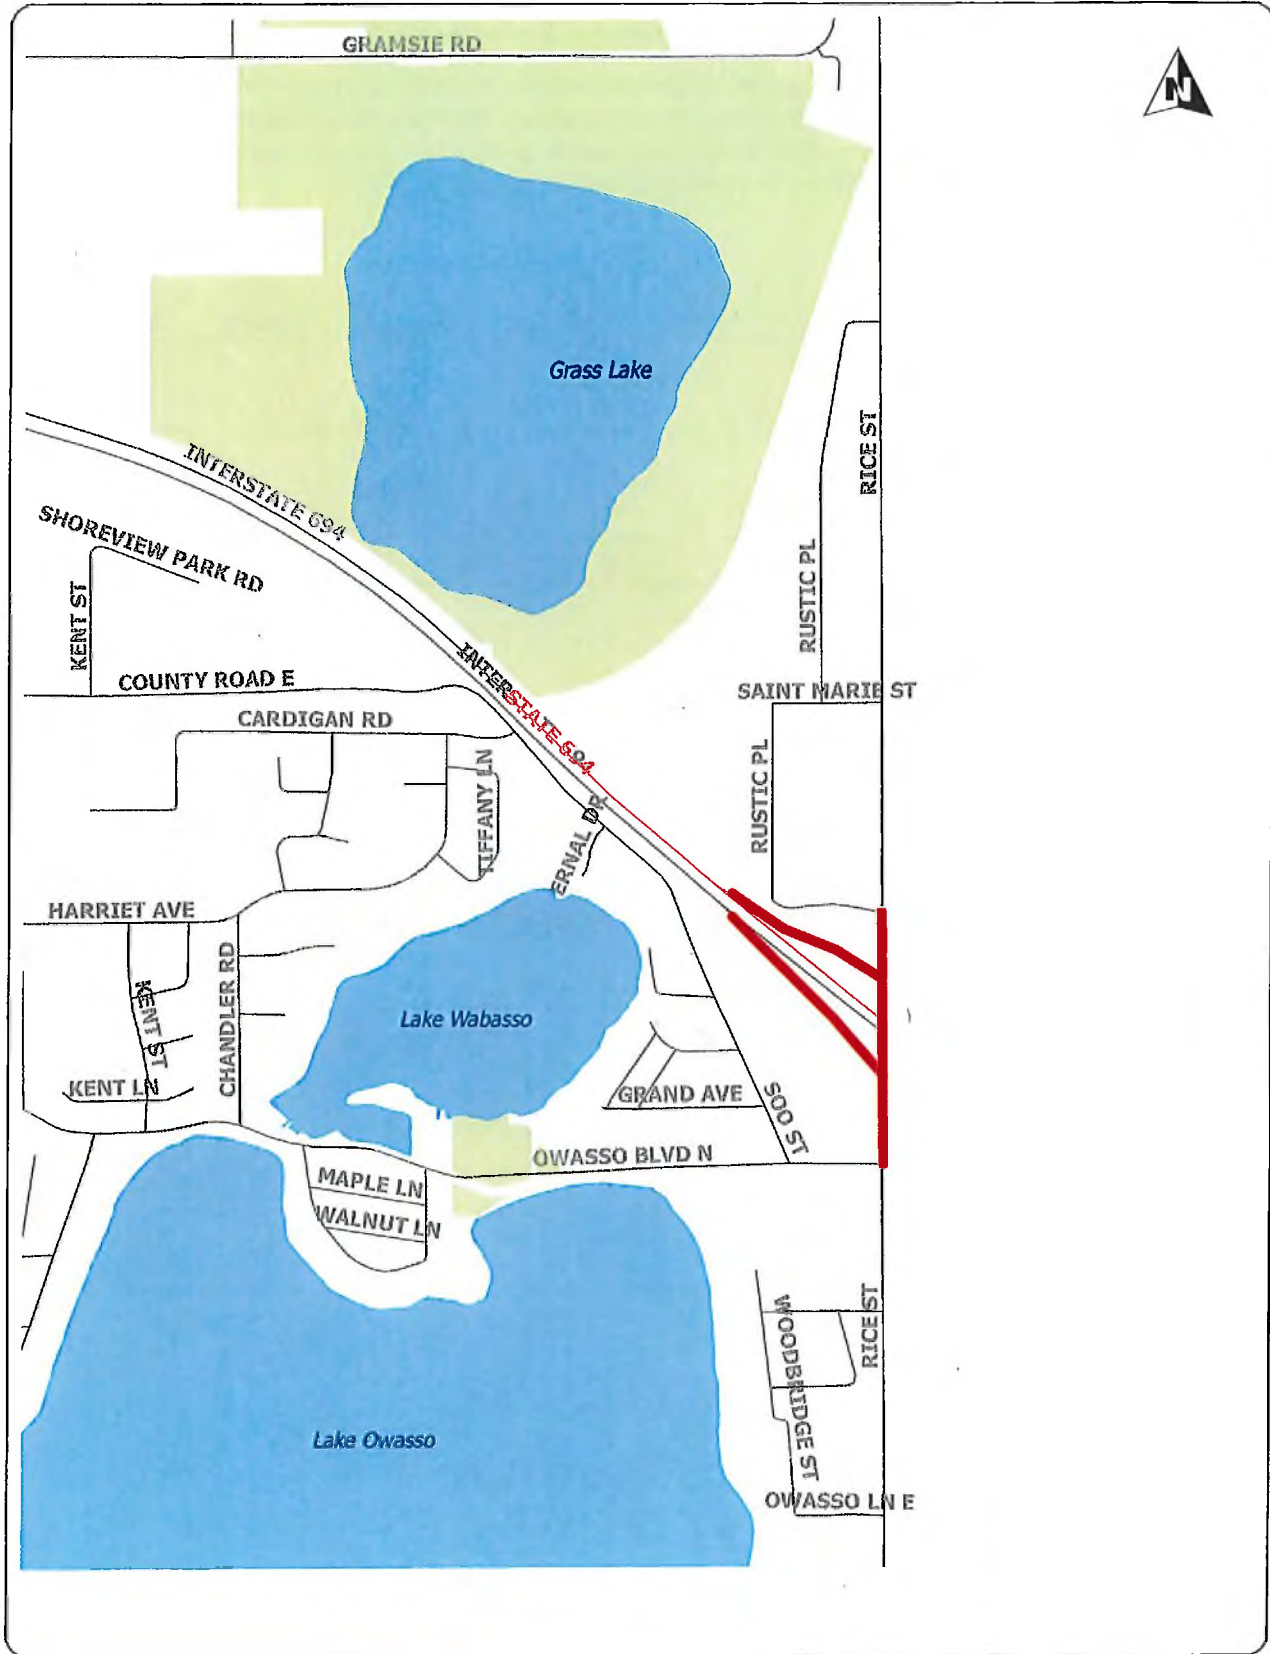 GRAMSIE RD
N
Grass Lake
RICE ST
INTERSTATE 694
SHOREVIEW PARK RD
KENT ST
RUSTIC PL
COUNTY ROAD E
INTERSTATE 694
SAINT MARIE ST
CARDIGAN RD
TIFFANY LN
RUSTIC PL
ERNAL DR
HARRIET AVE
CHANDLER RD
KENT ST
Lake Wabasso
KENT LN
GRAND AVE
SOO ST
OWASSO BLVD N
MAPLE LN
WALNUT LN
WOODBRIDGE ST
RICE ST
Lake Owasso
OWASSO LN E